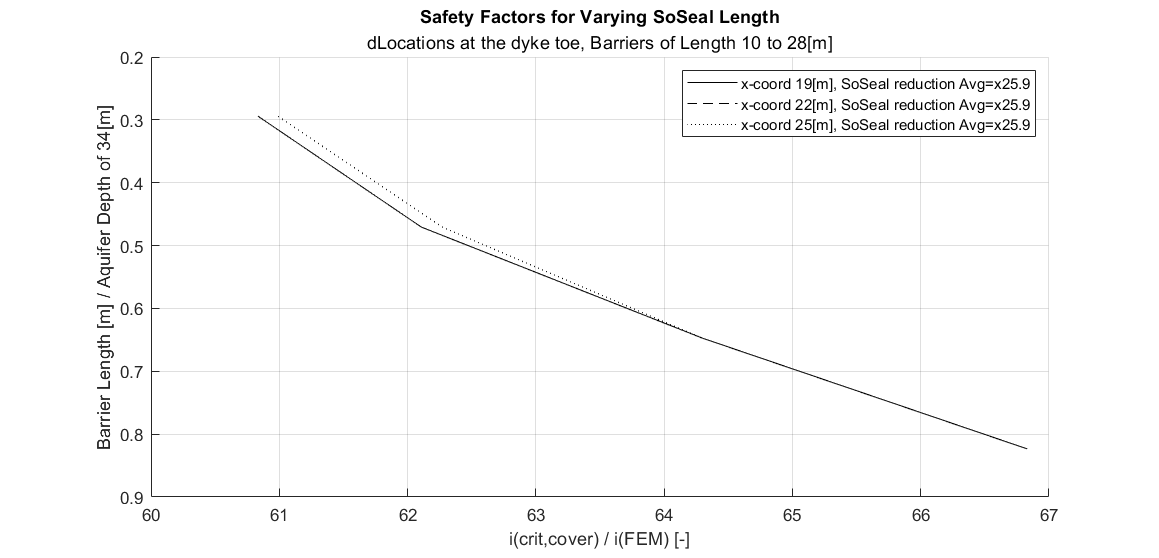 Safety Factors for Varying SoSeal Length
dLocations at the dyke toe, Barriers of Length 10 to 28[m]
x-coord 19[m], SoSeal reduction Avg=x25.9
x-coord 22[m], SoSeal reduction Avg=x25.9
x-coord 25[m], SoSeal reduction Avg=x25.9
Barrier Length [m] / Aquifer Depth of 34[m]
0.2
0.3
0.4
0.5
0.6
0.7
0.8
0.9
60 61 62 63 64 65 66 67
i(crit,cover) / i(FEM) [-]